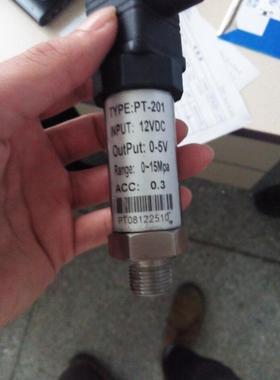 TYPE:PT-201
INPUT: 12VDC
OutPut: 0-5V
Range: 0~15Mpa
ACC: 0.3
PT08122510